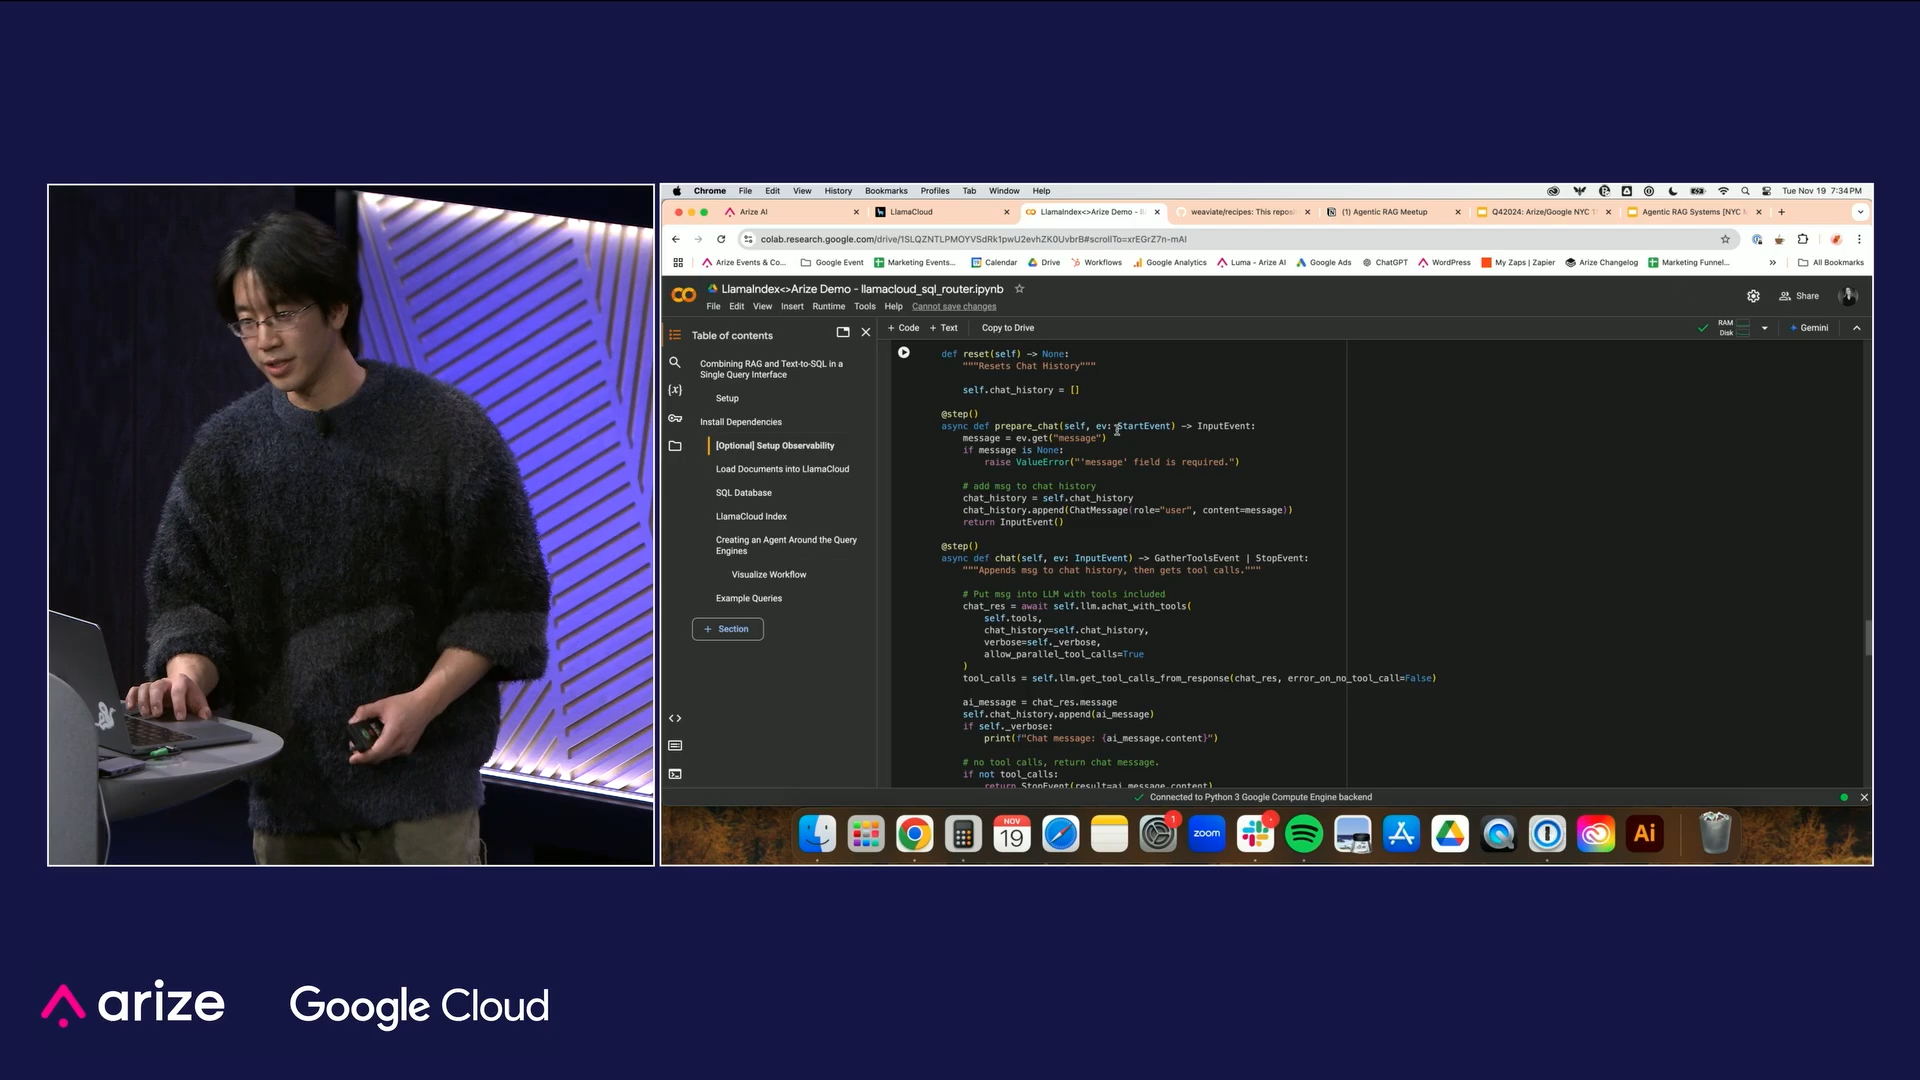 Chrome File Edit View History Bookmarks Profiles Tab Window Help
Tue Nov 19 7:34 PM
Arize AI
LlamaCloud
LlamaIndex<>Arize Demo -
weaviate/recipes: This repos
(1) Agentic RAG Meetup
Q42024: Arize/Google NYC
Agentic RAG Systems [NYC
colab.research.google.com/drive/1SLQZNTLPMOYVSdRk1pwU2evhZK0UvbrB#scrollTo=xrEGrZ7n-mAl
Arize Events & Co... Google Event Marketing Events... Calendar Drive Workflows Google Analytics Luma - Arize AI Google Ads ChatGPT WordPress My Zaps | Zapier Arize Changelog Marketing Funnel... » All Bookmarks
LlamaIndex<>Arize Demo - llamacloud_sql_router.ipynb
File Edit View Insert Runtime Tools Help Cannot save changes
Share
Table of contents
+ Code + Text Copy to Drive
RAM
Disk
Gemini
Combining RAG and Text-to-SQL in a
Single Query Interface
Setup
Install Dependencies
[Optional] Setup Observability
Load Documents into LlamaCloud
SQL Database
LlamaCloud Index
Creating an Agent Around the Query
Engines
Visualize Workflow
Example Queries
+ Section
def reset(self) -> None:
"""Resets Chat History"""
self.chat_history = []
@step()
async def prepare_chat(self, ev: StartEvent) -> InputEvent:
message = ev.get("message")
if message is None:
raise ValueError("'message' field is required.")
# add msg to chat history
chat_history = self.chat_history
chat_history.append(ChatMessage(role="user", content=message))
return InputEvent()
@step()
async def chat(self, ev: InputEvent) -> GatherToolsEvent | StopEvent:
"""Appends msg to chat history, then gets tool calls."""
# Put msg into LLM with tools included
chat_res = await self.llm.achat_with_tools(
self.tools,
chat_history=self.chat_history,
verbose=self._verbose,
allow_parallel_tool_calls=True
)
tool_calls = self.llm.get_tool_calls_from_response(chat_res, error_on_no_tool_call=False)
ai_message = chat_res.message
self.chat_history.append(ai_message)
if self._verbose:
print(f"Chat message: {ai_message.content}")
# no tool calls, return chat message.
if not tool_calls:
return StopEvent(result=ai_message.content)
Connected to Python 3 Google Compute Engine backend
NOV
19
1
zoom
Ai
arize
Google Cloud